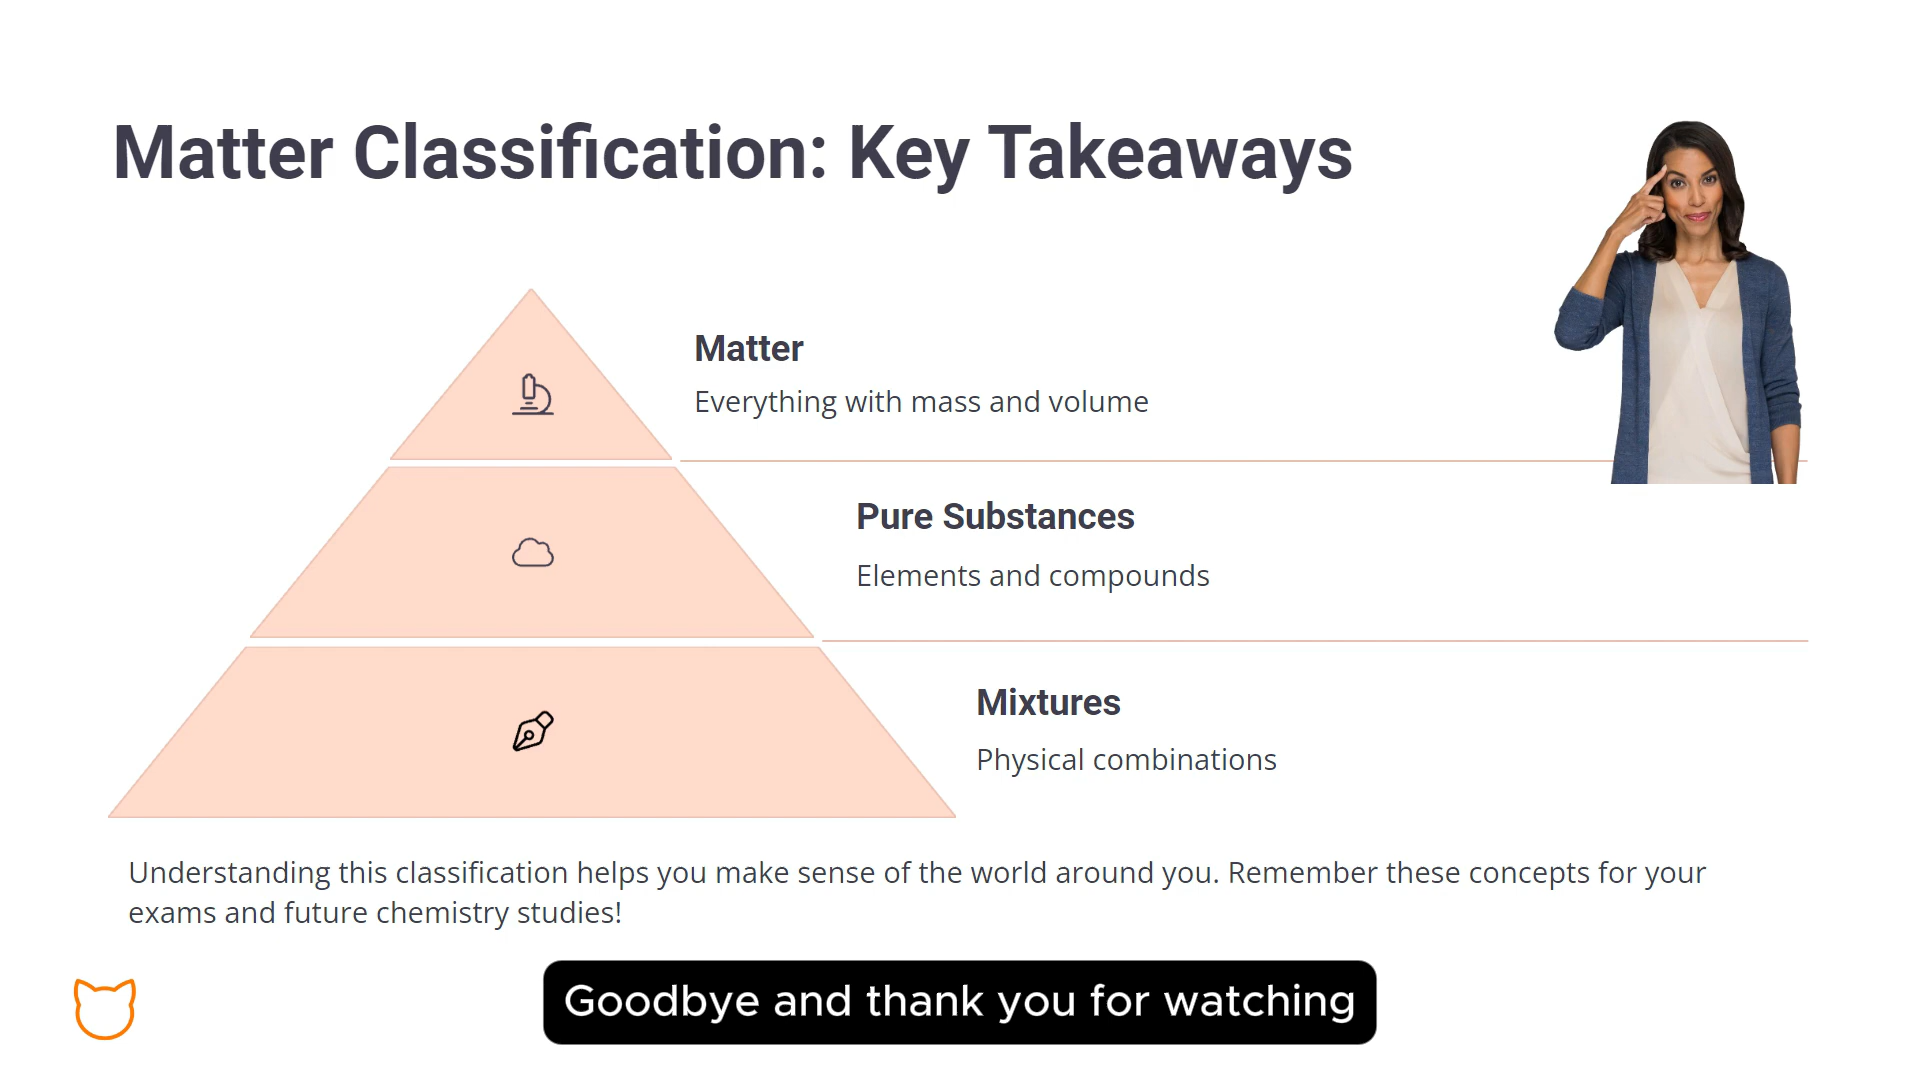 Matter Classification: Key Takeaways
Matter
Everything with mass and volume
Pure Substances
Elements and compounds
Mixtures
Physical combinations
Understanding this classification helps you make sense of the world around you. Remember these concepts for your
exams and future chemistry studies!
Goodbye and thank you for watching